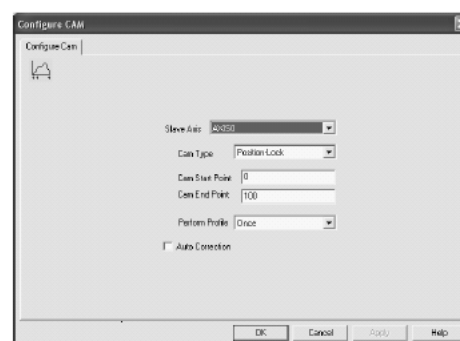 Configure CAM
Configure Cam
Slave Axis AXIS0
Cam Type Position Lock
Cam Start Point 0
Cam End Point 100
Perform Profile Once
Auto Correction
OK Cancel Apply Help